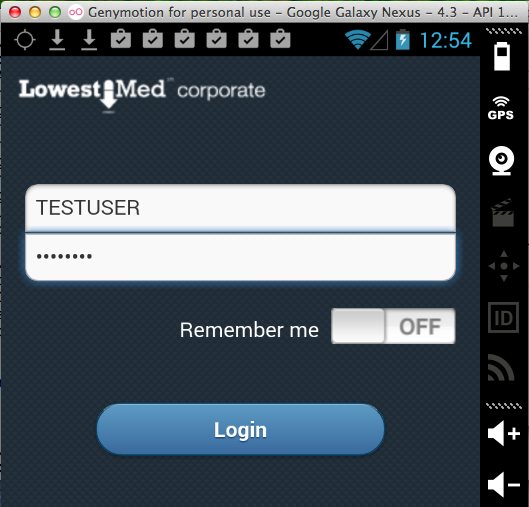 Genymotion for personal use – Google Galaxy Nexus – 4.3 – API 1...
12:54
GPS
LowestMed™ corporate
TESTUSER
••••••••
Remember me OFF
ID
Login